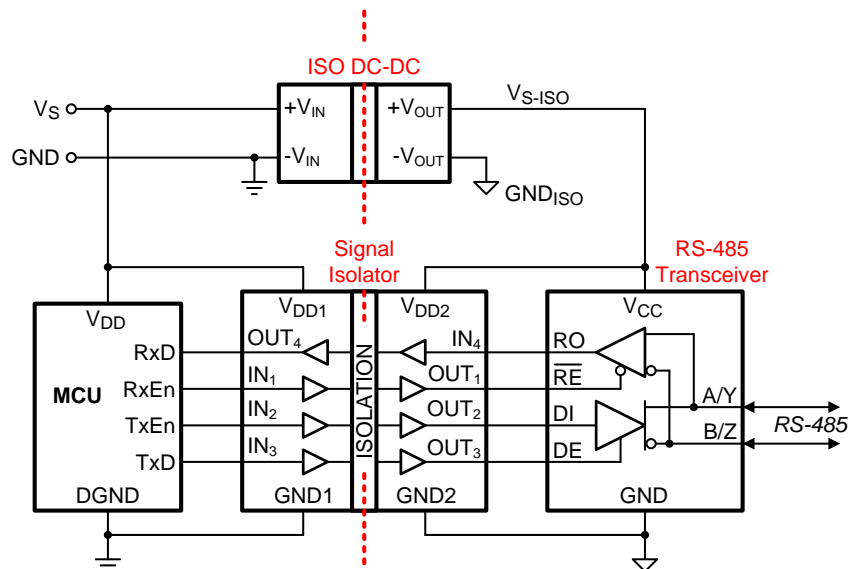 ISO DC-DC
VS
+VIN
+VOUT
VS-ISO
GND
-VIN
-VOUT
GNDISO
Signal
Isolator
RS-485
Transceiver
VDD
VDD1
VDD2
VCC
MCU
RxD
OUT4
IN4
RO
RxEn
IN1
OUT1
R̅E̅
TxEn
IN2
OUT2
DI
TxD
IN3
OUT3
DE
ISOLATION
A/Y
B/Z
RS-485
DGND
GND1
GND2
GND